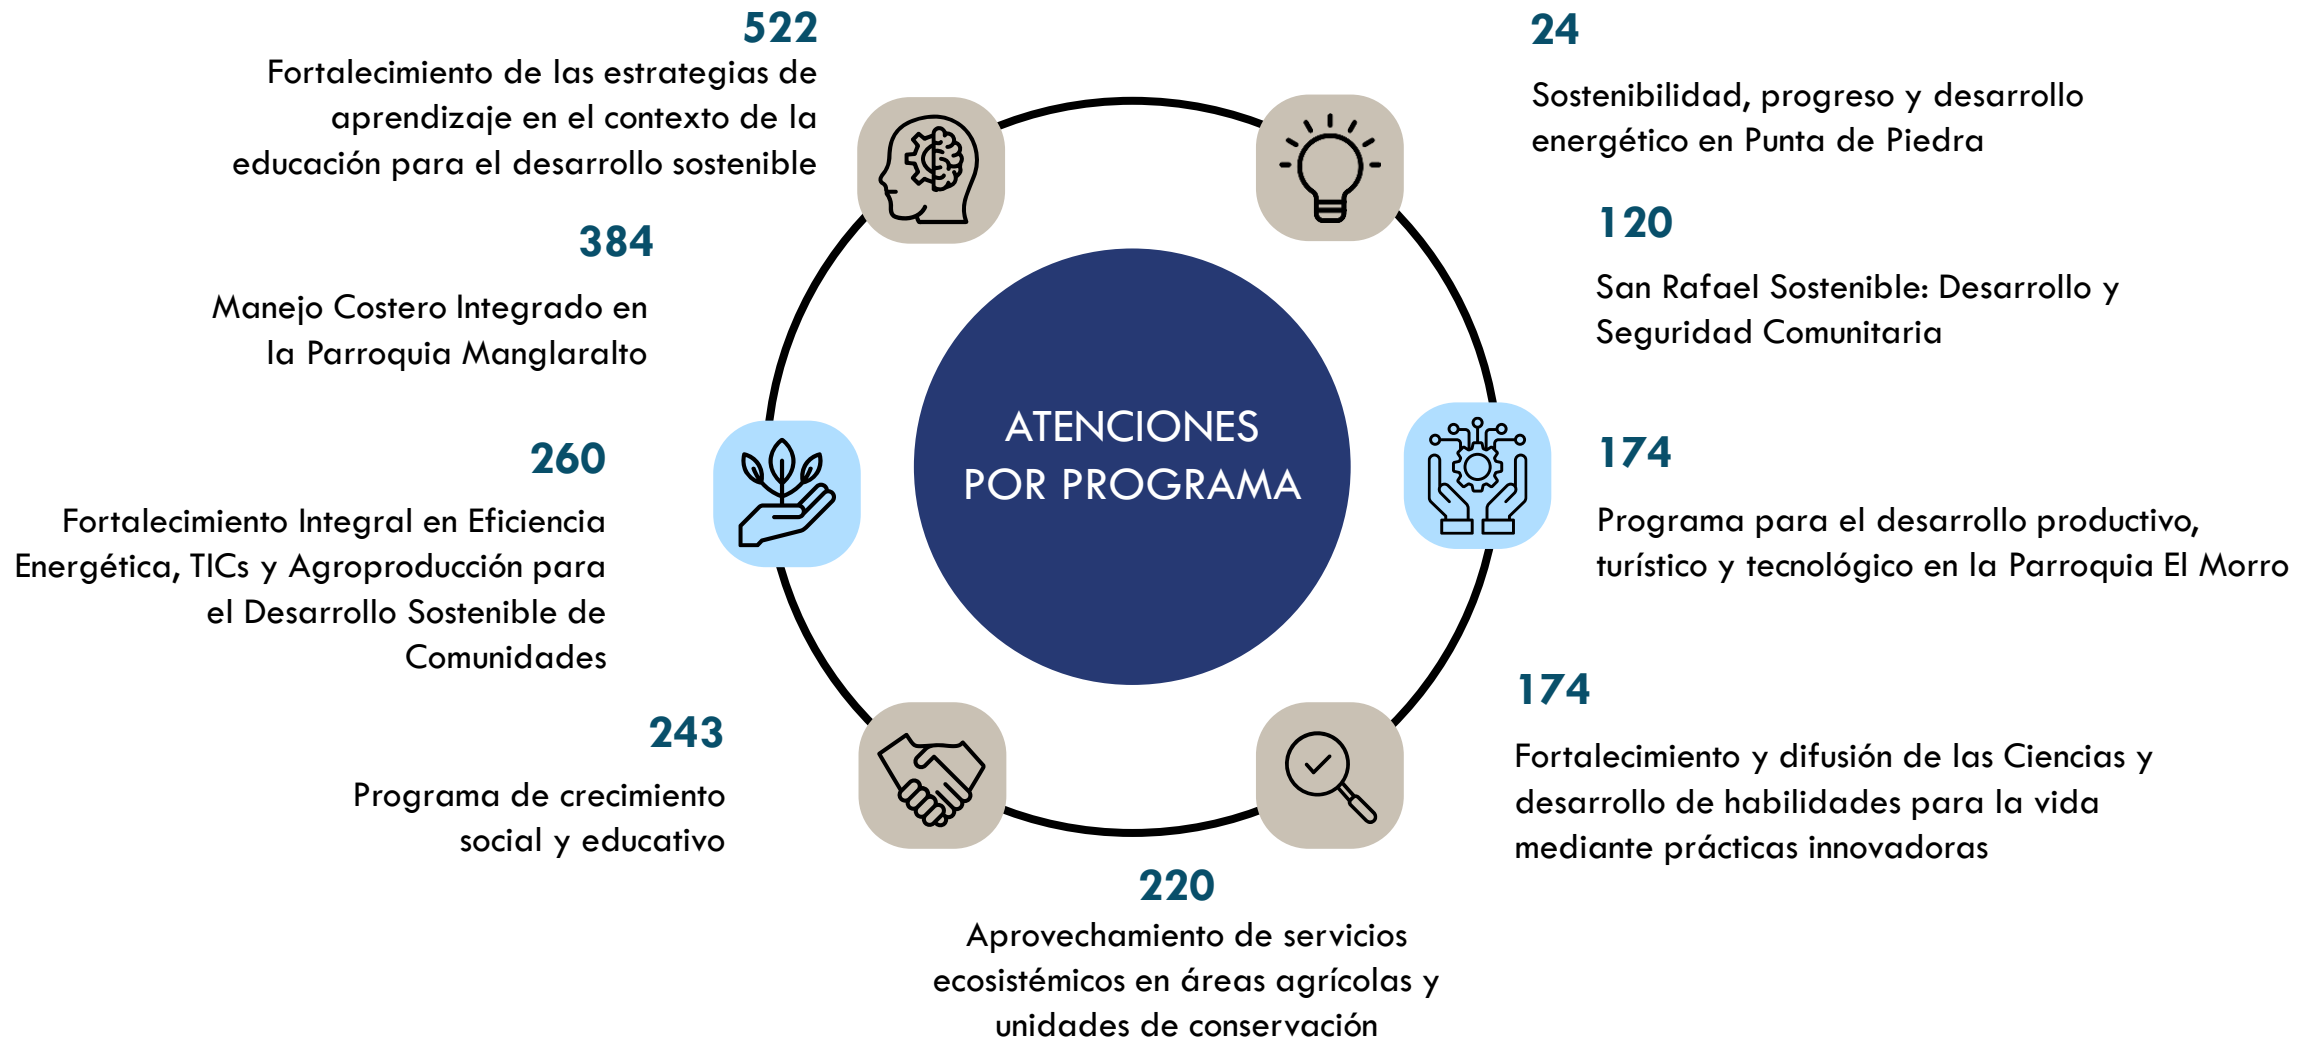 522
Fortalecimiento de las estrategias de
aprendizaje en el contexto de la
educación para el desarrollo sostenible
384
Manejo Costero Integrado en
la Parroquia Manglaralto
260
Fortalecimiento Integral en Eficiencia
Energética, TICs y Agroproducción para
el Desarrollo Sostenible de
Comunidades
243
Programa de crecimiento
social y educativo
ATENCIONES
POR PROGRAMA
220
Aprovechamiento de servicios
ecosistémicos en áreas agrícolas y
unidades de conservación
24
Sostenibilidad, progreso y desarrollo
energético en Punta de Piedra
120
San Rafael Sostenible: Desarrollo y
Seguridad Comunitaria
174
Programa para el desarrollo productivo,
turístico y tecnológico en la Parroquia El Morro
174
Fortalecimiento y difusión de las Ciencias y
desarrollo de habilidades para la vida
mediante prácticas innovadoras